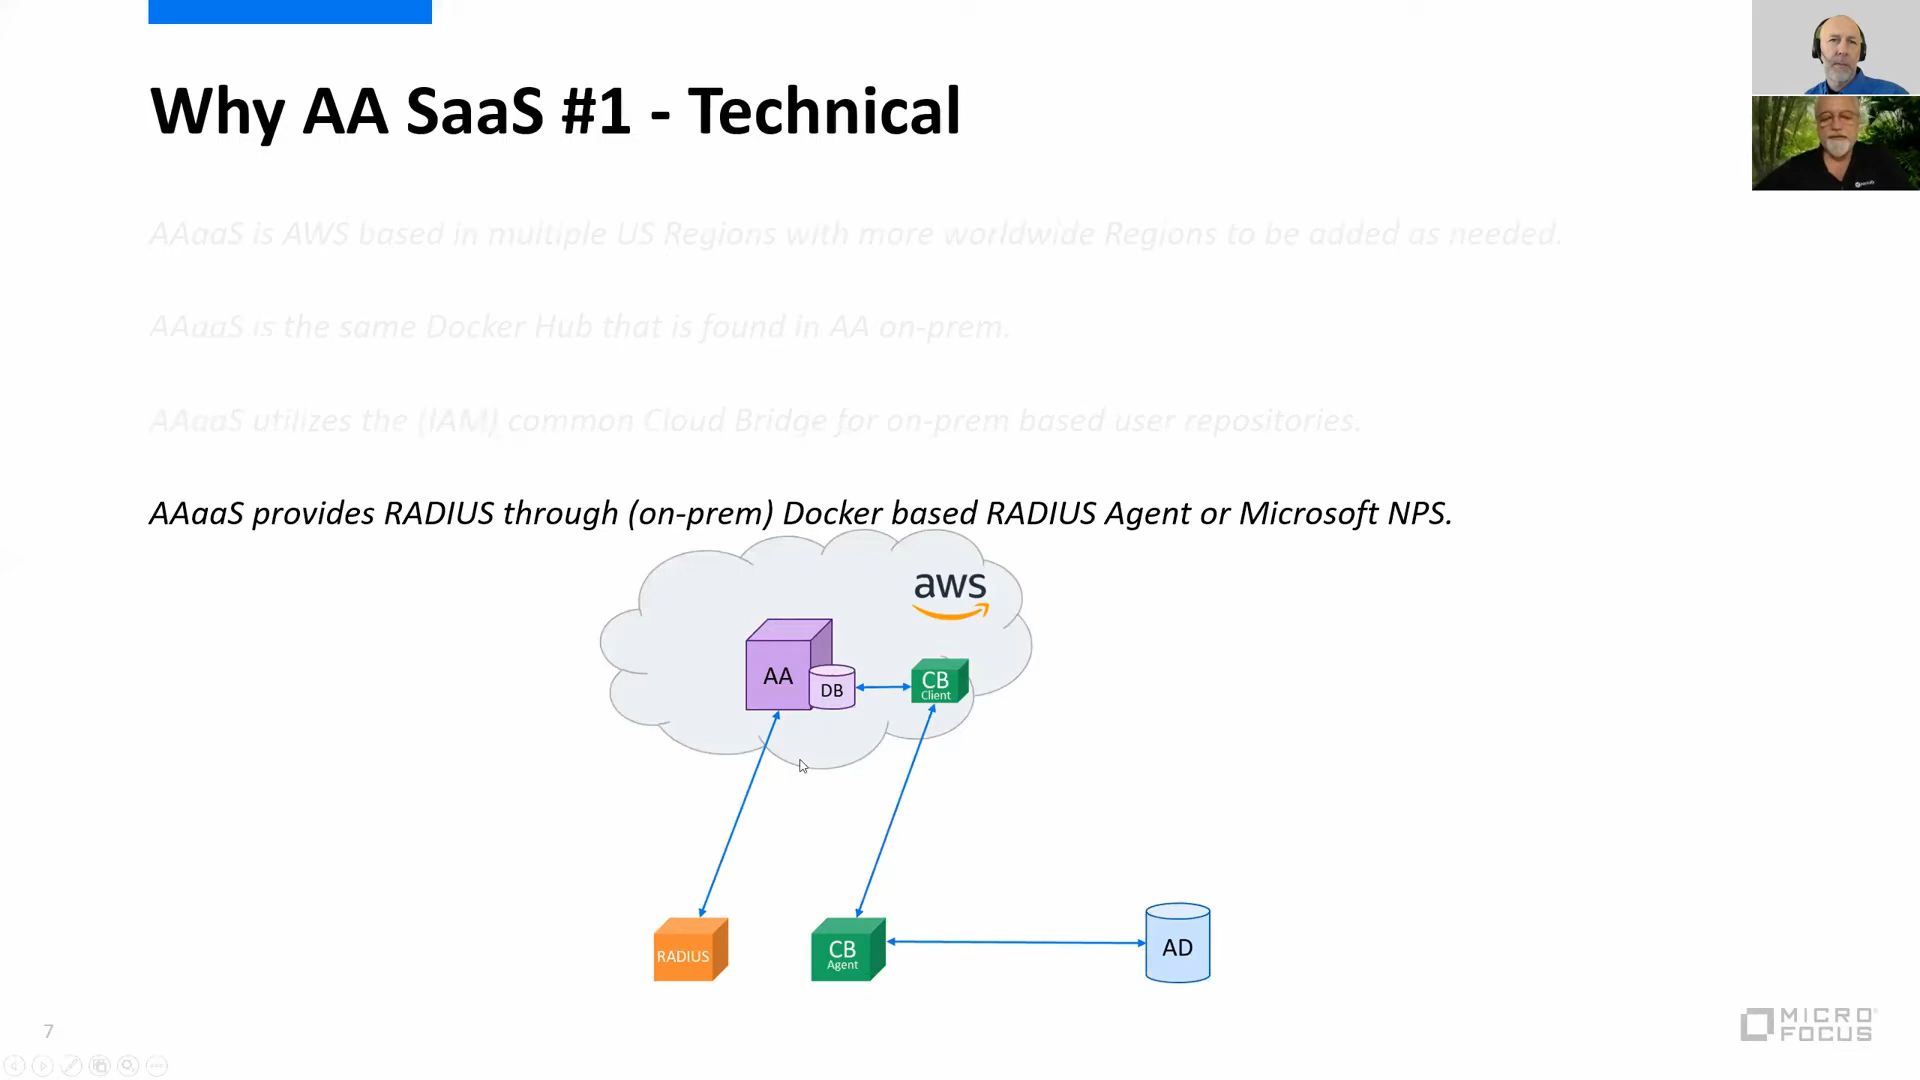 Why AA SaaS #1 - Technical
AAaaS is AWS based in multiple US Regions with more worldwide Regions to be added as needed.
AAaaS is the same Docker Hub that is found in AA on-prem.
AAaaS utilizes the (IAM) common Cloud Bridge for on-prem based user repositories.
AAaaS provides RADIUS through (on-prem) Docker based RADIUS Agent or Microsoft NPS.
aws
AA
DB
CB
Client
RADIUS
CB
Agent
AD
7
MICRO
FOCUS